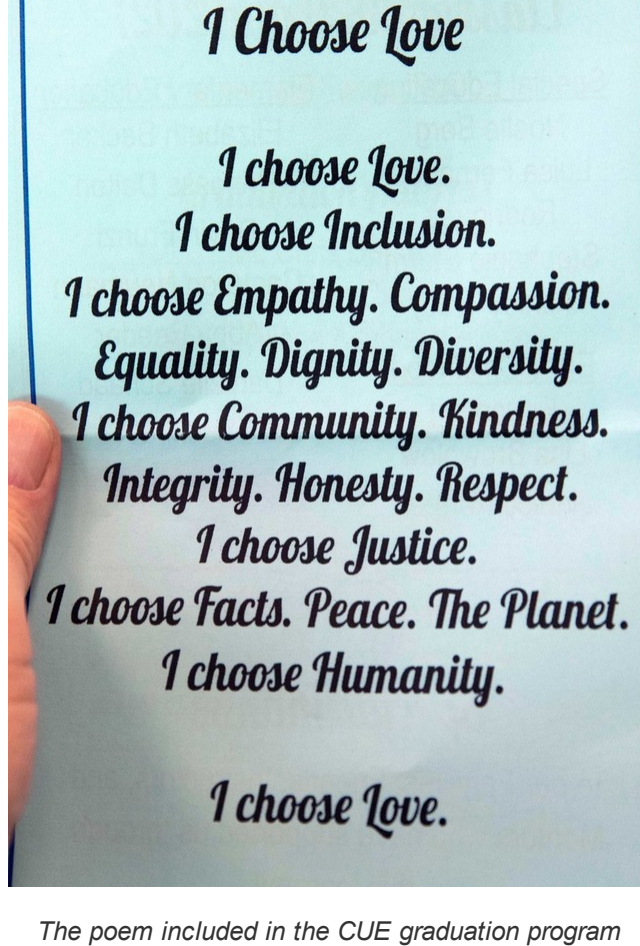 I Choose Love
I choose Love.
I choose Inclusion.
I choose Empathy. Compassion.
Equality. Dignity. Diversity.
I choose Community. Kindness.
Integrity. Honesty. Respect.
I choose Justice.
I choose Facts. Peace. The Planet.
I choose Humanity.
I choose Love.
The poem included in the CUE graduation program